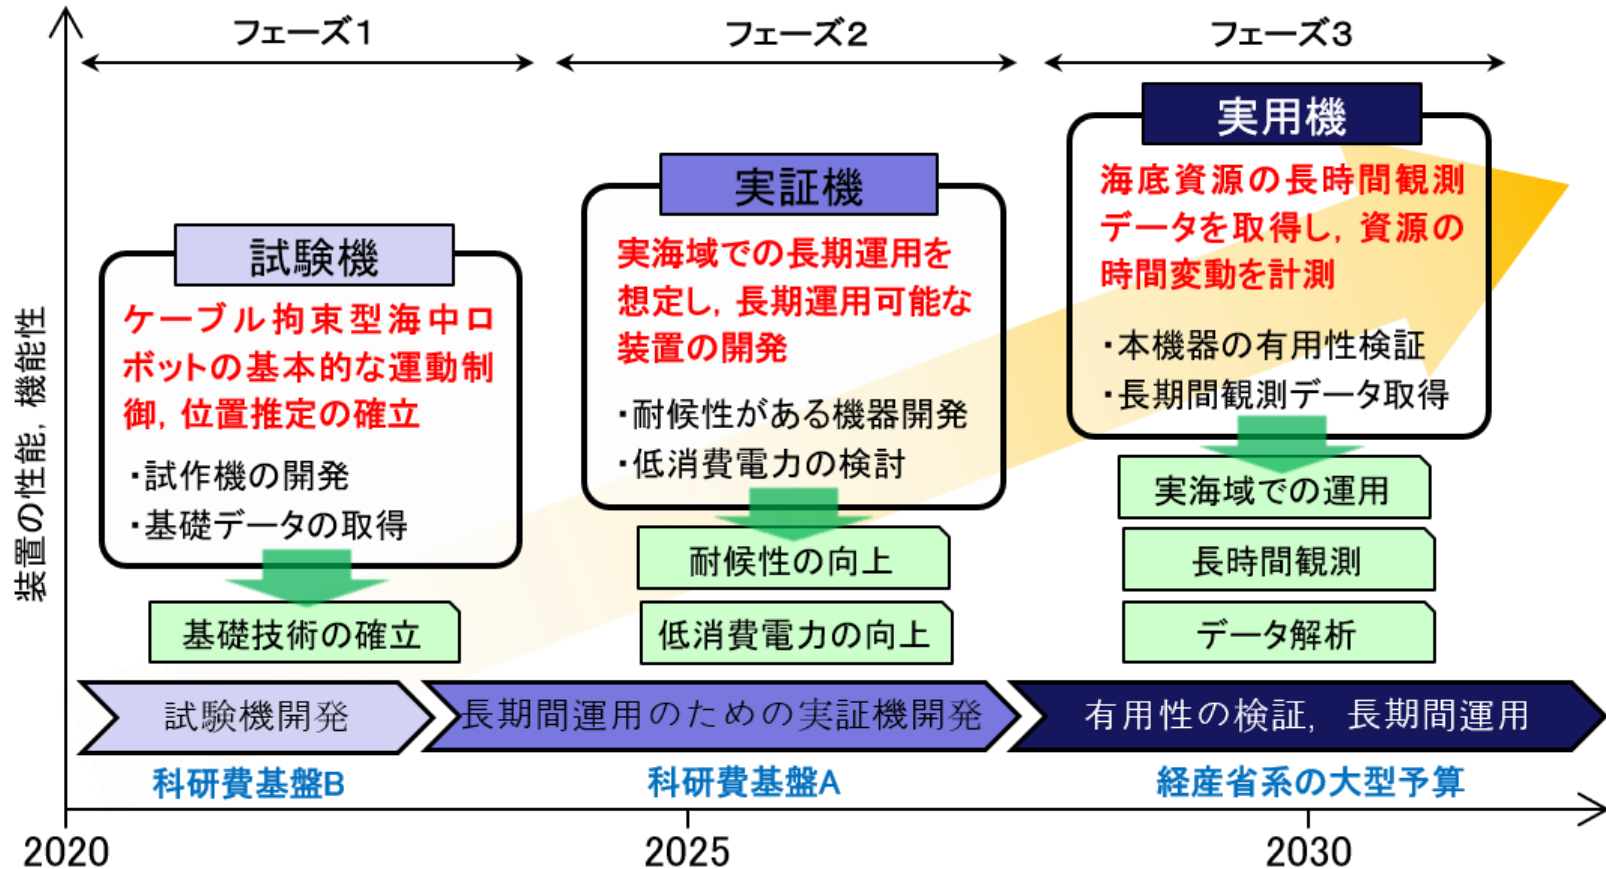 フェーズ1
フェーズ2
フェーズ3
装置の性能, 機能性
試験機
ケーブル拘束型海中ロ
ボットの基本的な運動制
御, 位置推定の確立
・試作機の開発
・基礎データの取得
基礎技術の確立
実証機
実海域での長期運用を
想定し, 長期運用可能な
装置の開発
・耐候性がある機器開発
・低消費電力の検討
耐候性の向上
低消費電力の向上
実用機
海底資源の長時間観測
データを取得し, 資源の
時間変動を計測
・本機器の有用性検証
・長期間観測データ取得
実海域での運用
長時間観測
データ解析
試験機開発
長期間運用のための実証機開発
有用性の検証, 長期間運用
科研費基盤B
科研費基盤A
経産省系の大型予算
2020
2025
2030